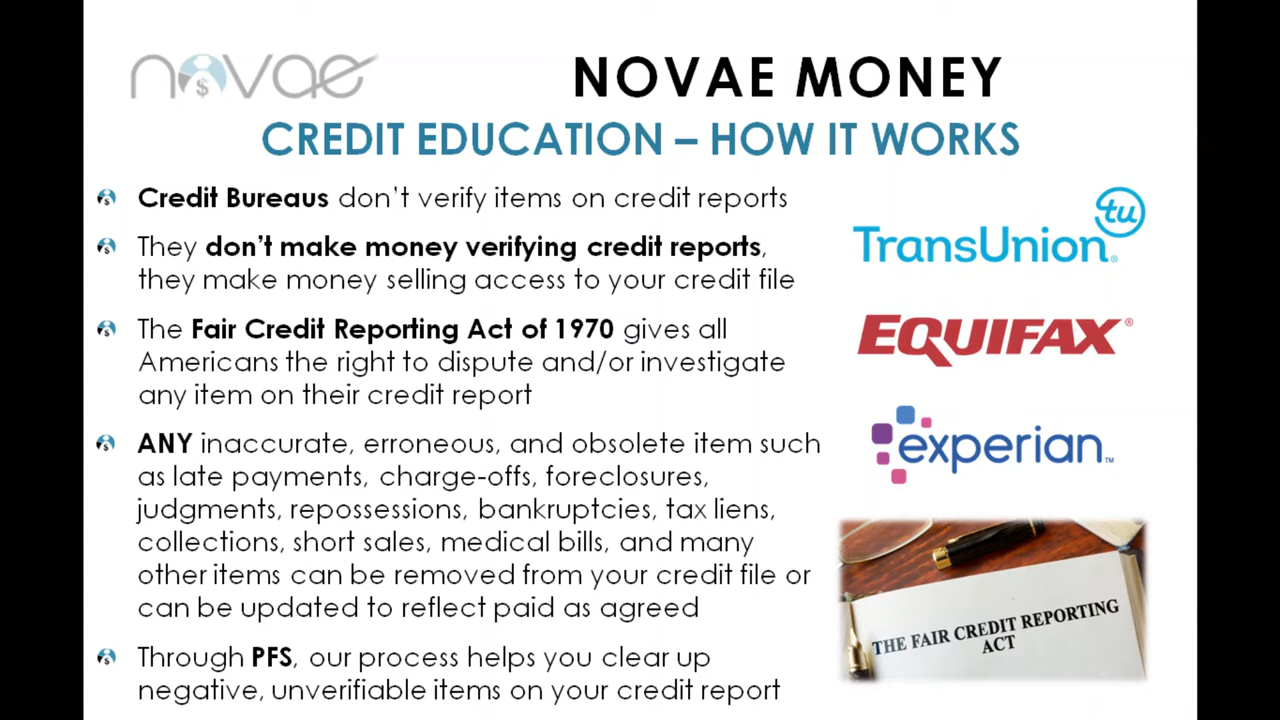 novae
NOVAE MONEY
CREDIT EDUCATION – HOW IT WORKS
Credit Bureaus don't verify items on credit reports
They don't make money verifying credit reports,
they make money selling access to your credit file
The Fair Credit Reporting Act of 1970 gives all
Americans the right to dispute and/or investigate
any item on their credit report
ANY inaccurate, erroneous, and obsolete item such
as late payments, charge-offs, foreclosures,
judgments, repossessions, bankruptcies, tax liens,
collections, short sales, medical bills, and many
other items can be removed from your credit file or
can be updated to reflect paid as agreed
Through PFS, our process helps you clear up
negative, unverifiable items on your credit report
tu
TransUnion®
EQUIFAX®
experian™
THE FAIR CREDIT REPORTING
ACT